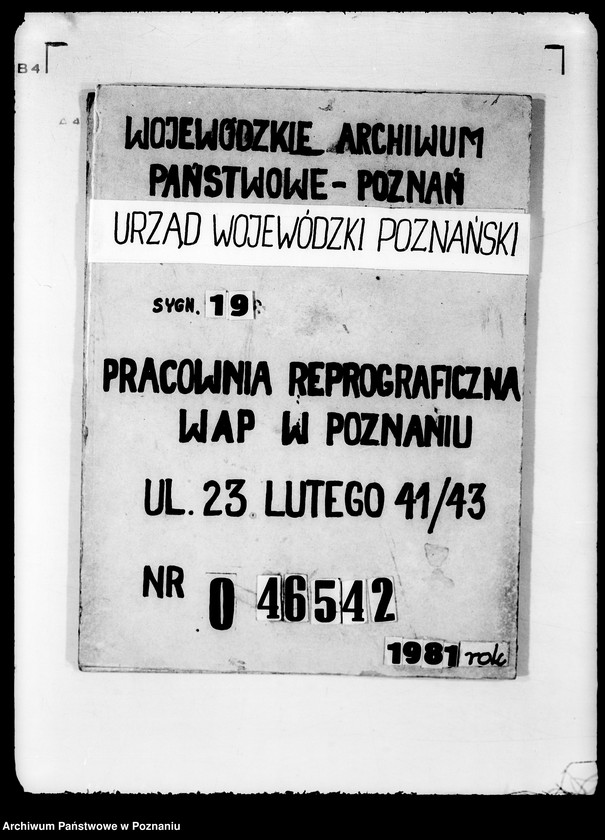 B4
WOJEWÓDZKIE ARCHIWUM
PAŃSTWOWE - POZNAŃ
URZĄD WOJEWÓDZKI POZNAŃSKI
SYGN. 19
PRACOWNIA REPROGRAFICZNA
WAP W POZNANIU
UL. 23 LUTEGO 41/43
NR 0 46542
1981 rok
Archiwum Państwowe w Poznaniu